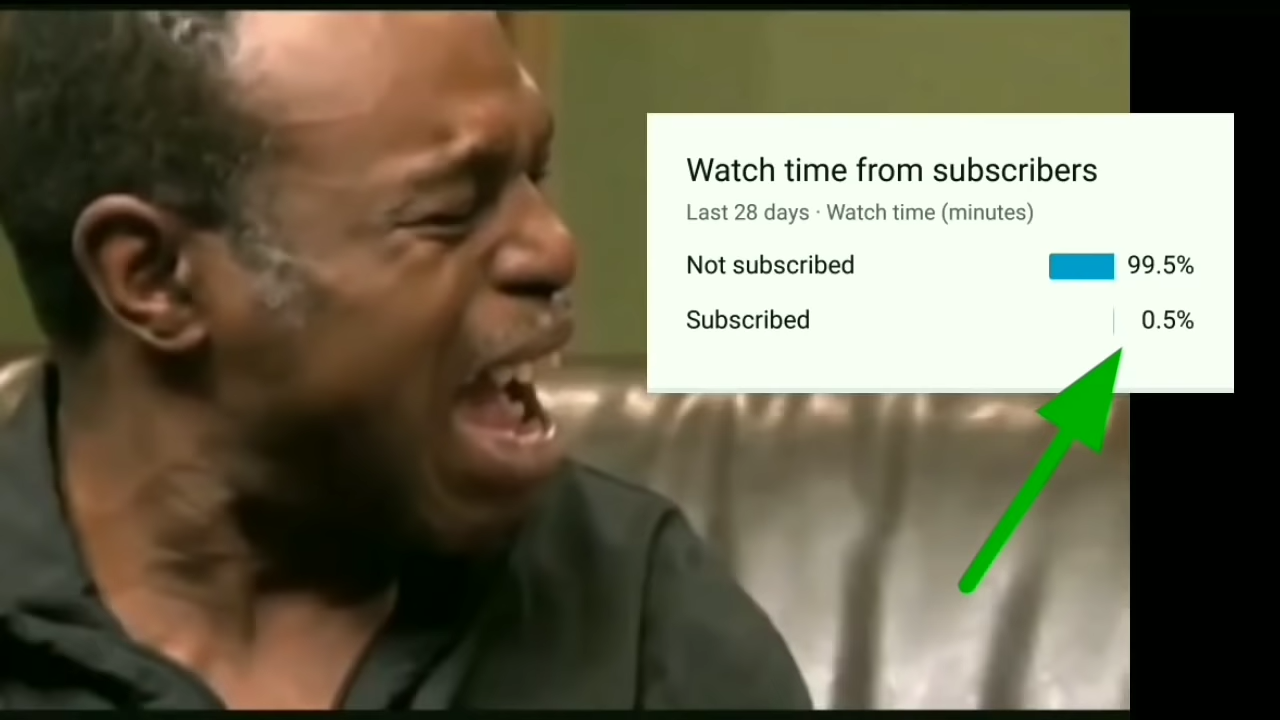 Watch time from subscribers
Last 28 days · Watch time (minutes)
Not subscribed 99.5%
Subscribed 0.5%